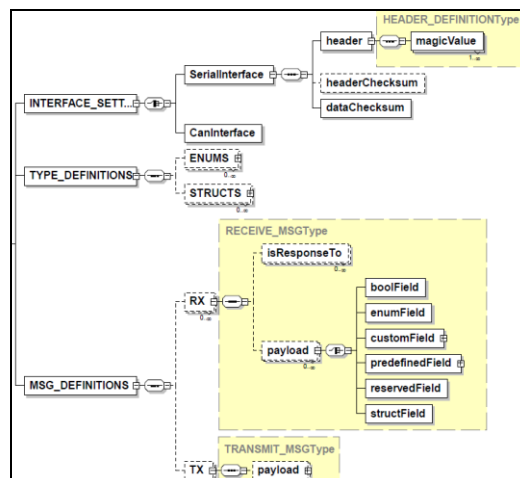 HEADER_DEFINITIONType
header
magicValue
1..∞
SerialInterface
headerChecksum
dataChecksum
INTERFACE_SETT...
CanInterface
ENUMS
0..∞
TYPE_DEFINITIONS
STRUCTS
0..∞
RECEIVE_MSGType
isResponseTo
0..∞
boolField
enumField
RX
0..∞
customField
payload
0..∞
predefinedField
reservedField
MSG_DEFINITIONS
structField
TRANSMIT_MSGType
TX
payload